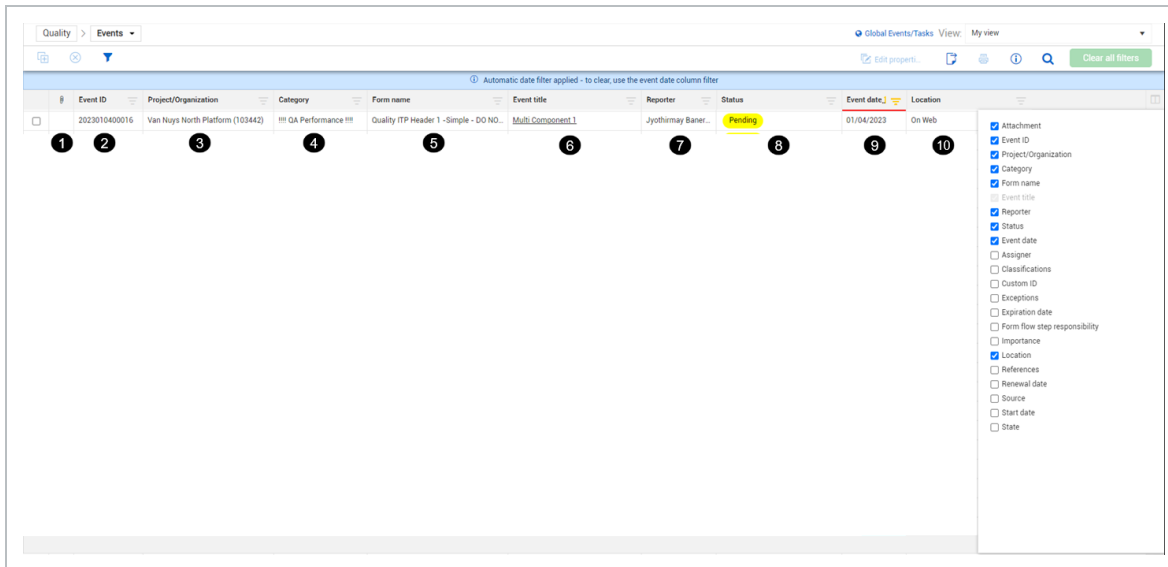 Quality > Events
Global Events/Tasks View: My view
Edit properti.. Clear all filters
Automatic date filter applied - to clear, use the event date column filter
Event ID Project/Organization Category Form name Event title Reporter Status Event date Location
2023010400016 Van Nuys North Platform (103442) !!!! QA Performance !!!! Quality ITP Header 1 -Simple - DO NO... Multi Component 1 Jyothirmay Baner... Pending 01/04/2023 On Web
1 2 3 4 5 6 7 8 9 10
Attachment
Event ID
Project/Organization
Category
Form name
Event title
Reporter
Status
Event date
Assigner
Classifications
Custom ID
Exceptions
Expiration date
Form flow step responsibility
Importance
Location
References
Renewal date
Source
Start date
State